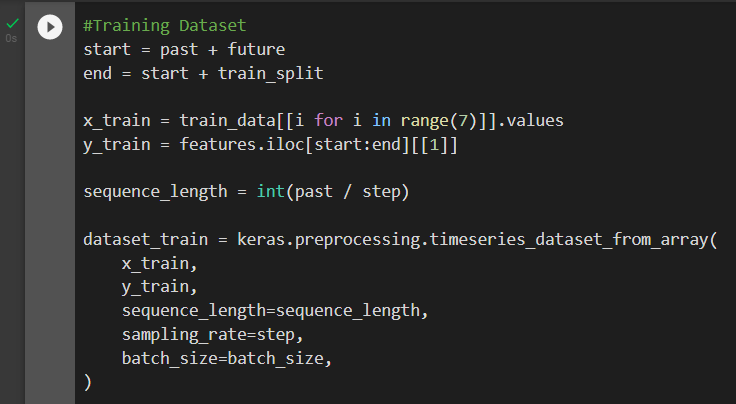 0s
#Training Dataset
start = past + future
end = start + train_split
x_train = train_data[[i for i in range(7)]].values
y_train = features.iloc[start:end][[1]]
sequence_length = int(past / step)
dataset_train = keras.preprocessing.timeseries_dataset_from_array(
    x_train,
    y_train,
    sequence_length=sequence_length,
    sampling_rate=step,
    batch_size=batch_size,
)